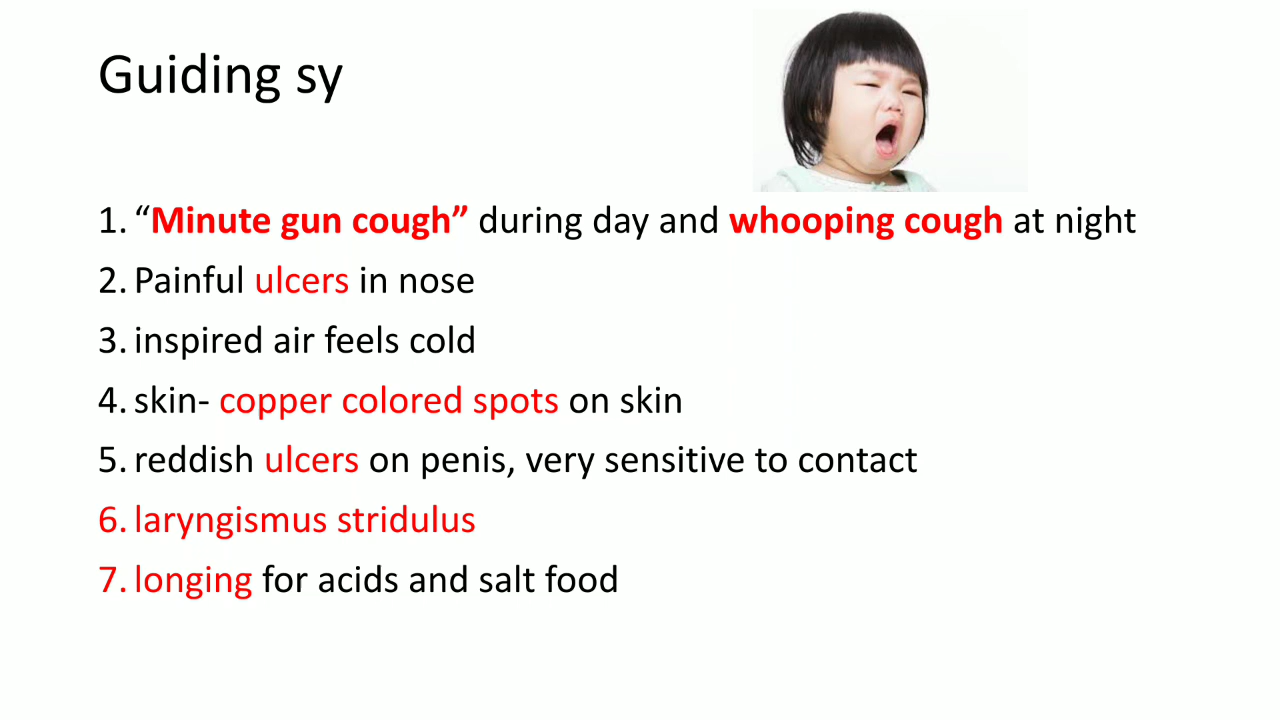 Guiding sy
1. “Minute gun cough” during day and whooping cough at night
2. Painful ulcers in nose
3. inspired air feels cold
4. skin- copper colored spots on skin
5. reddish ulcers on penis, very sensitive to contact
6. laryngismus stridulus
7. longing for acids and salt food